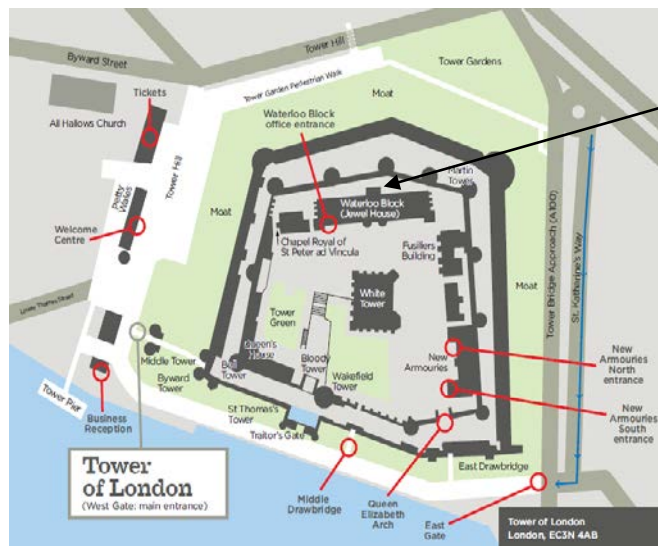 Byward Street
Tower Hill
Tower Gardens
Tickets
Tower Garden Pedestrian Walk
Moat
All Hallows Church
Waterloo Block
office entrance
Tower Hill
Martin
Tower
Petty
Wales
Waterloo Block
(Jewel House)
Moat
Welcome
Centre
Chapel Royal of
St Peter ad Vincula
Fusiliers
Building
Tower Bridge Approach (A100)
St. Katharine's Way
Moat
White
Tower
Lower Thames Street
Tower
Green
Queen's
House
Middle Tower
Bell
Tower
Bloody
Tower
New
Armouries
New
Armouries
North
entrance
Byward
Tower
Wakefield
Tower
Tower Pier
Business
Reception
St Thomas's
Tower
New
Armouries
South
entrance
Traitor's Gate
East Drawbridge
Tower
of London
(West Gate: main entrance)
Middle
Drawbridge
Queen
Elizabeth
Arch
East
Gate
Tower of London
London, EC3N 4AB